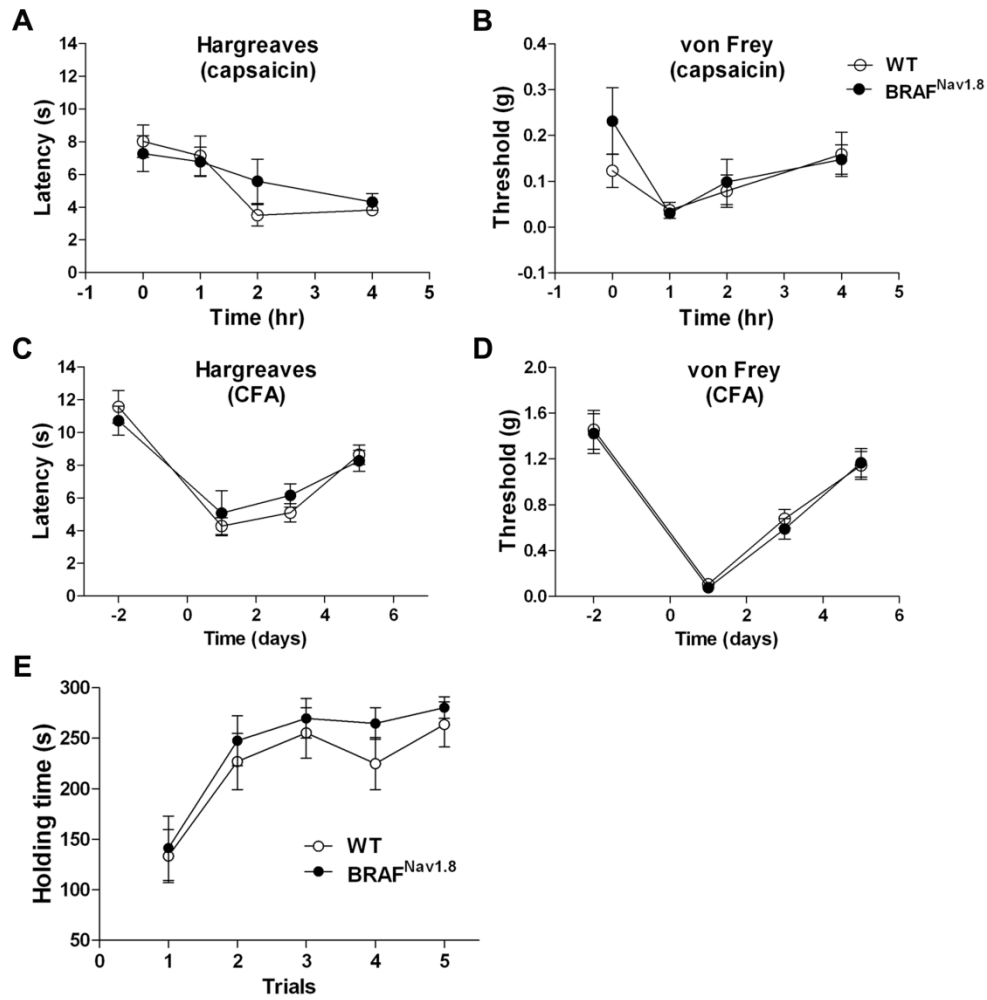 A
Hargreaves
(capsaicin)
Latency (s)
14
12
10
8
6
4
2
0
-1 0 1 2 3 4 5
Time (hr)
B
von Frey
(capsaicin)
WT
BRAFNav1.8
Threshold (g)
0.4
0.3
0.2
0.1
0.0
-0.1
-1 0 1 2 3 4 5
Time (hr)
C
Hargreaves
(CFA)
Latency (s)
14
12
10
8
6
4
2
0
-2 0 2 4 6
Time (days)
D
von Frey
(CFA)
Threshold (g)
2.0
1.6
1.2
0.8
0.4
0.0
-2 0 2 4 6
Time (days)
E
Holding time (s)
300
250
200
150
100
50
WT
BRAFNav1.8
0 1 2 3 4 5
Trials